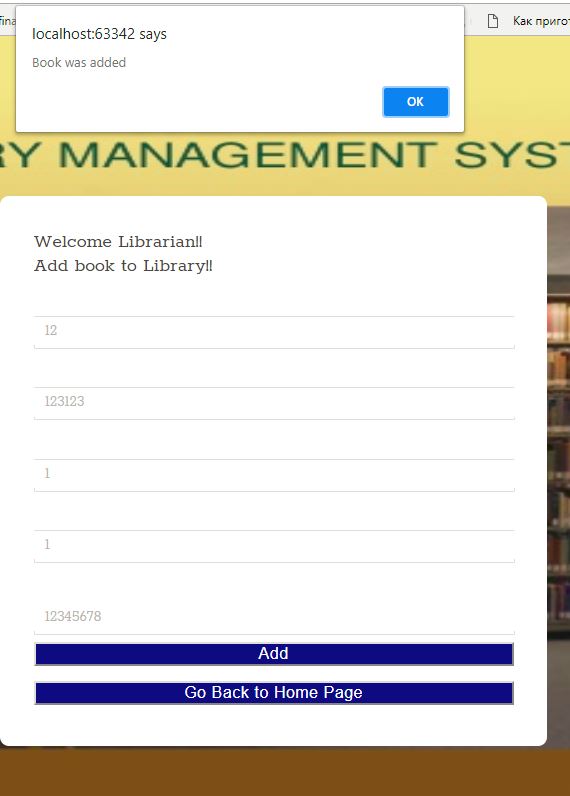 fina
Как пригот
localhost:63342 says
Book was added
OK
RY MANAGEMENT SYST
Welcome Librarian!!
Add book to Library!!
12
123123
1
1
12345678
Add
Go Back to Home Page